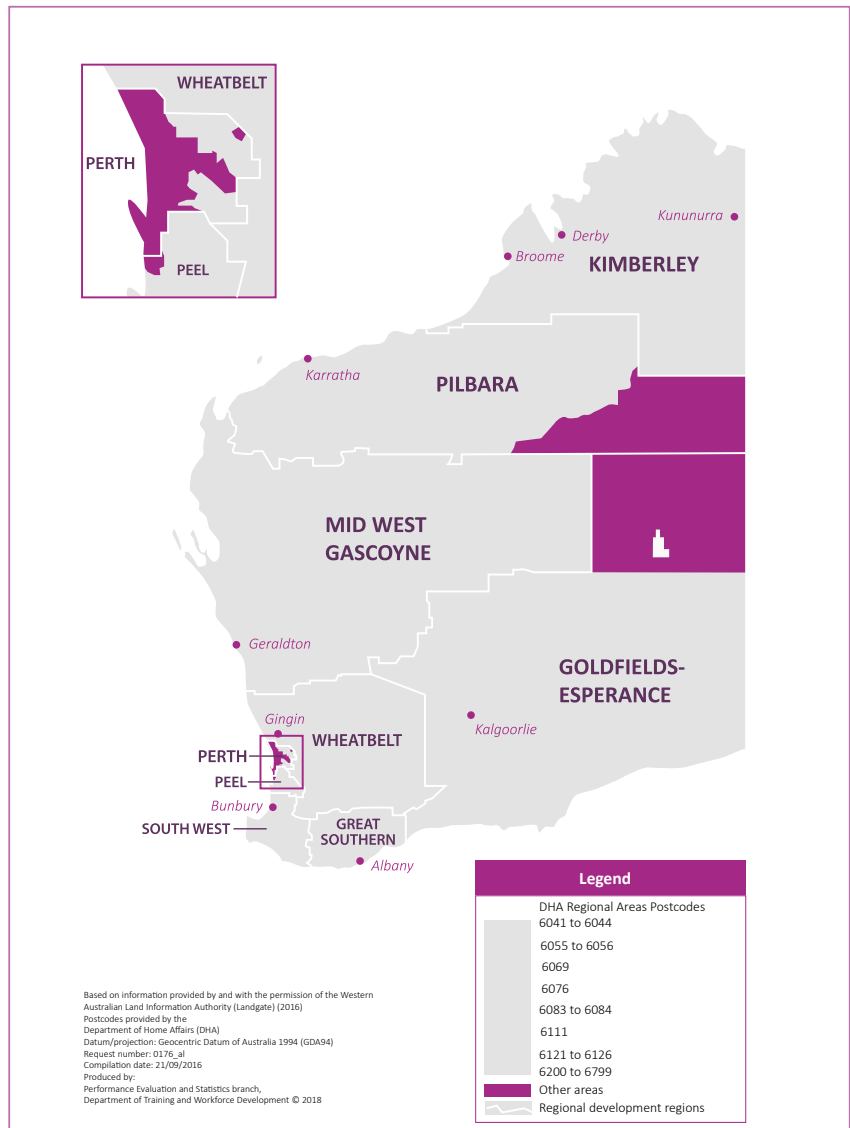 WHEATBELT
PERTH
PEEL
Kununurra
Derby
Broome
KIMBERLEY
Karratha
PILBARA
MID WEST
GASCOYNE
Geraldton
GOLDFIELDS-
ESPERANCE
Kalgoorlie
Gingin
WHEATBELT
PERTH
PEEL
Bunbury
SOUTH WEST
GREAT
SOUTHERN
Albany
Legend
DHA Regional Areas Postcodes
6041 to 6044
6055 to 6056
6069
6076
6083 to 6084
6111
6121 to 6126
6200 to 6799
Other areas
Regional development regions
Based on information provided by and with the permission of the Western
Australian Land Information Authority (Landgate) (2016)
Postcodes provided by the
Department of Home Affairs (DHA)
Datum/projection: Geocentric Datum of Australia 1994 (GDA94)
Request number: 0176_al
Compilation date: 21/09/2016
Produced by:
Performance Evaluation and Statistics branch,
Department of Training and Workforce Development © 2018